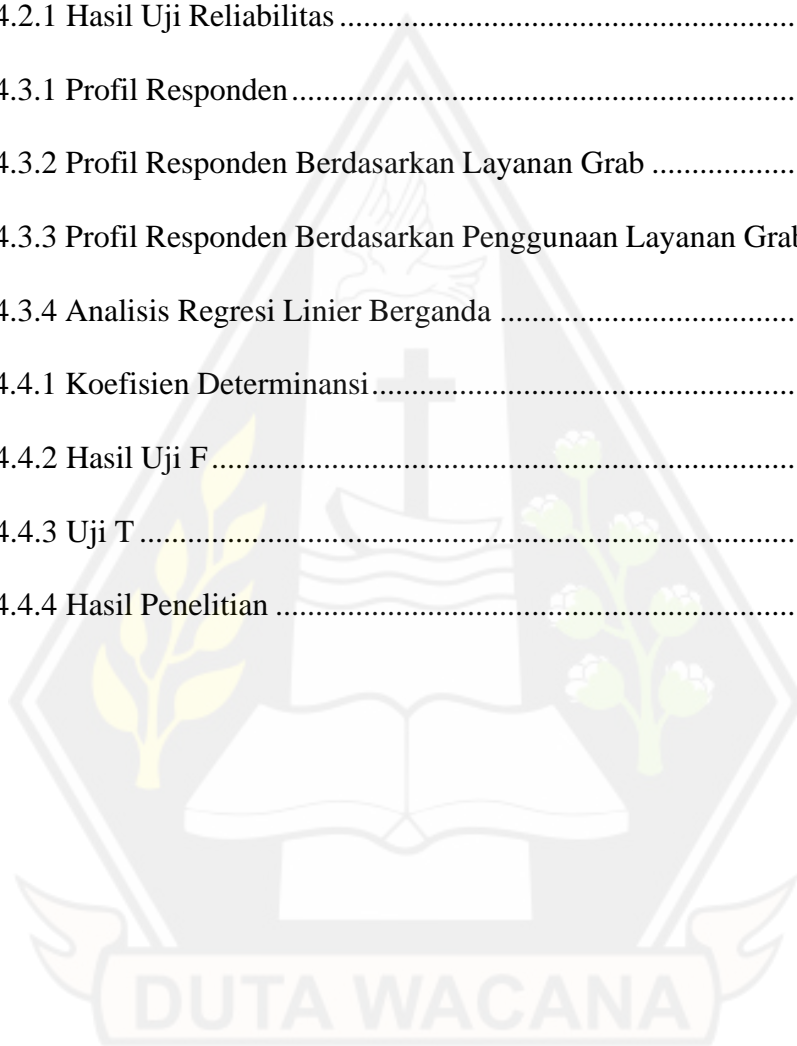 4.2.1 Hasil Uji Reliabilitas ........................................................
4.3.1 Profil Responden ........................................................
4.3.2 Profil Responden Berdasarkan Layanan Grab ..................
4.3.3 Profil Responden Berdasarkan Penggunaan Layanan Grab
4.3.4 Analisis Regresi Linier Berganda ....................................
4.4.1 Koefisien Determinansi ....................................................
4.4.2 Hasil Uji F ........................................................................
4.4.3 Uji T ................................................................................
4.4.4 Hasil Penelitian ................................................................
DUTA WACANA